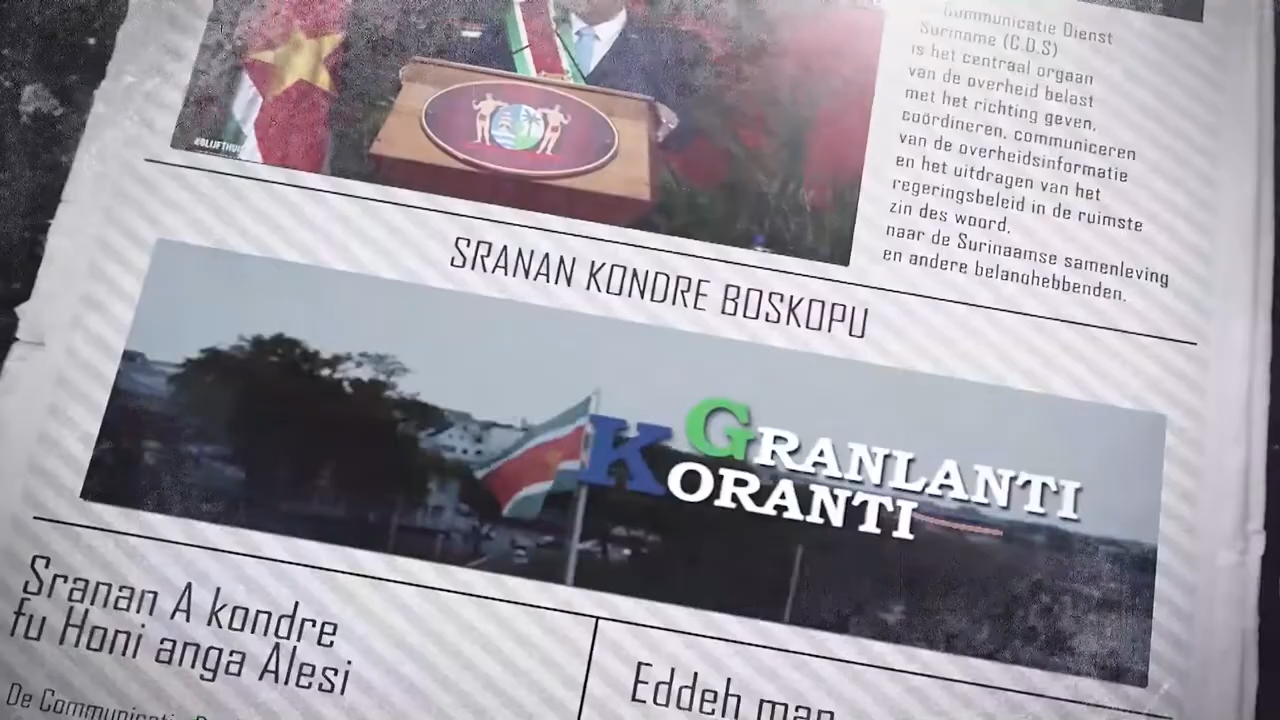 Communicatie Dienst
Suriname (C.D.S)
is het centraal orgaan
van de overheid belast
met het richting geven,
coördineren, communiceren
van de overheidsinformatie
en het uitdragen van het
regeringsbeleid in de ruimste
zin des woord,
naar de Surinaamse samenleving
en andere belanghebbenden.
SRANAN KONDRE BOSKOPU
GRANLANTI
KORANTI
Sranan A kondre
fu Honi anga Alesi
Eddeh man
De